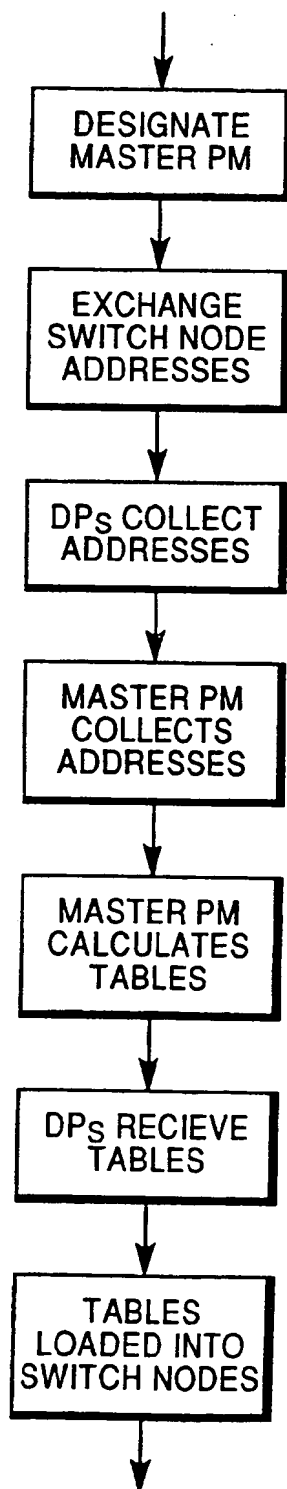 DESIGNATE
MASTER PM
EXCHANGE
SWITCH NODE
ADDRESSES
DPS COLLECT
ADDRESSES
MASTER PM
COLLECTS
ADDRESSES
MASTER PM
CALCULATES
TABLES
DPS RECIEVE
TABLES
TABLES
LOADED INTO
SWITCH NODES